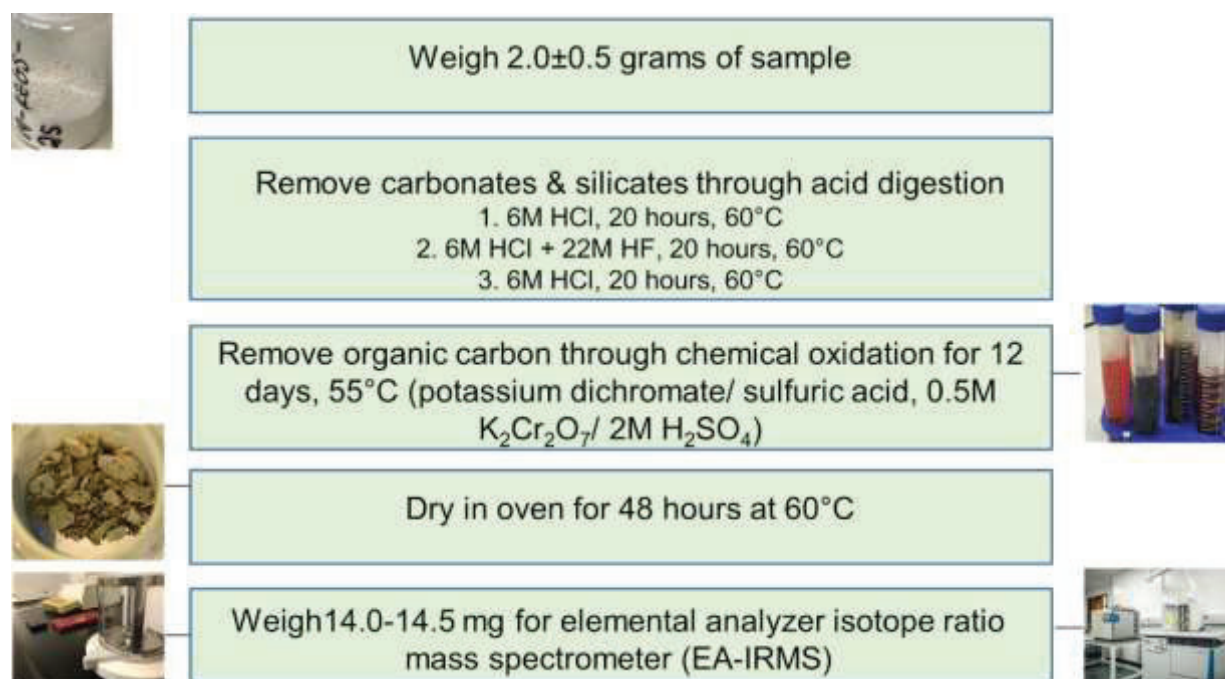 Weigh 2.0±0.5 grams of sample
Remove carbonates & silicates through acid digestion
1. 6M HCl, 20 hours, 60°C
2. 6M HCl + 22M HF, 20 hours, 60°C
3. 6M HCl, 20 hours, 60°C
Remove organic carbon through chemical oxidation for 12
days, 55°C (potassium dichromate/ sulfuric acid, 0.5M
K₂Cr₂O₇/ 2M H₂SO₄)
Dry in oven for 48 hours at 60°C
Weigh14.0-14.5 mg for elemental analyzer isotope ratio
mass spectrometer (EA-IRMS)